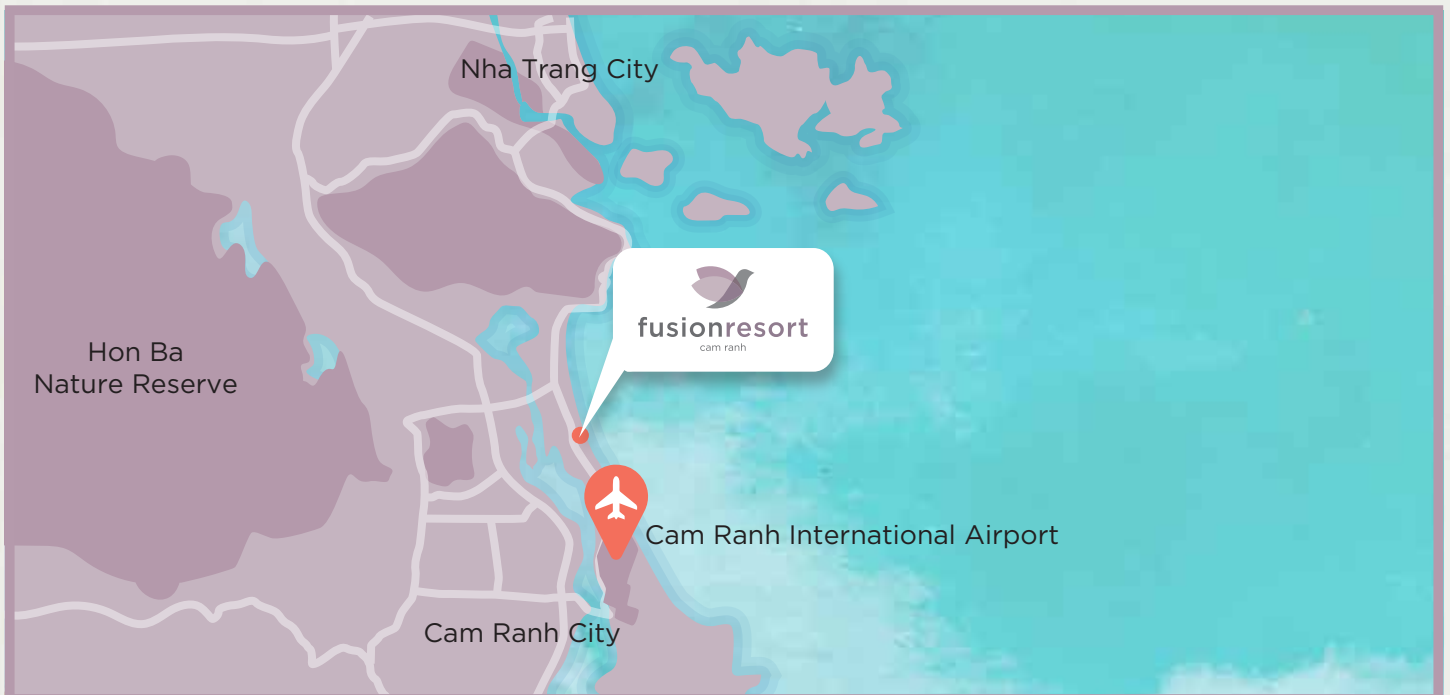 Nha Trang City
fusionresort
cam ranh
Hon Ba
Nature Reserve
Cam Ranh International Airport
Cam Ranh City